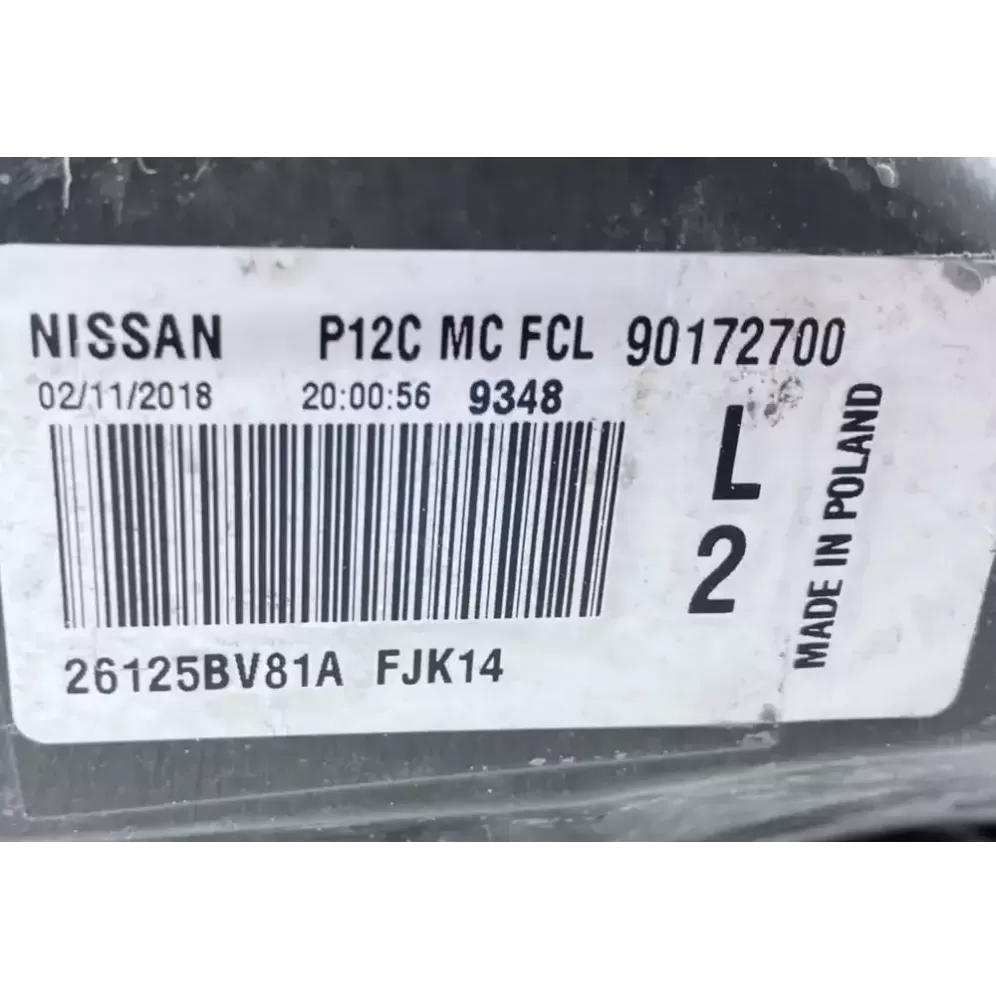 NISSAN P12C MC FCL 90172700
02/11/2018 20:00:56 9348
L
2
MADE IN POLAND
26125BV81A FJK14